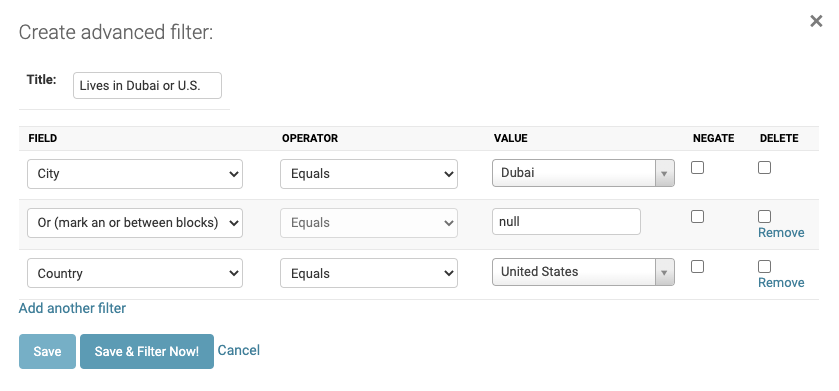 Create advanced filter:
×
Title: Lives in Dubai or U.S.
FIELD OPERATOR VALUE NEGATE DELETE
City Equals Dubai
Or (mark an or between blocks) Equals null
Remove
Country Equals United States
Remove
Add another filter
Save Save & Filter Now! Cancel